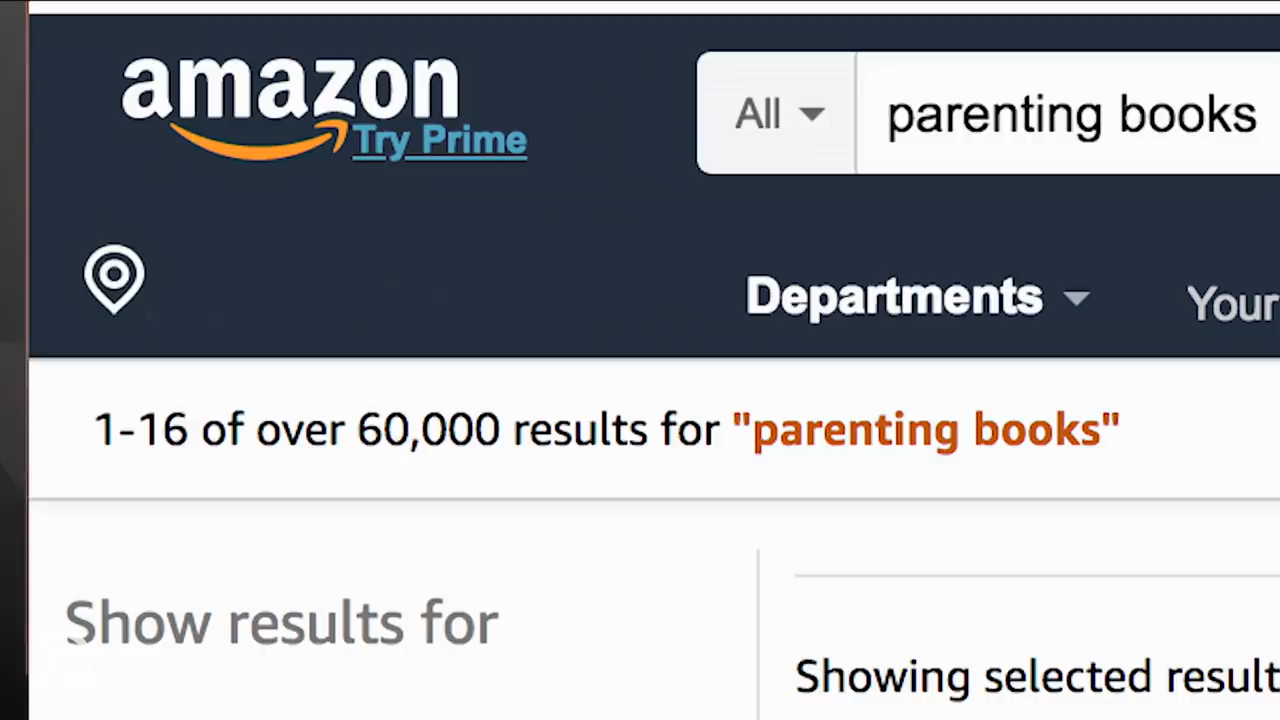 amazon
Try Prime
All
parenting books
Departments
Your
1-16 of over 60,000 results for "parenting books"
Show results for
Showing selected result